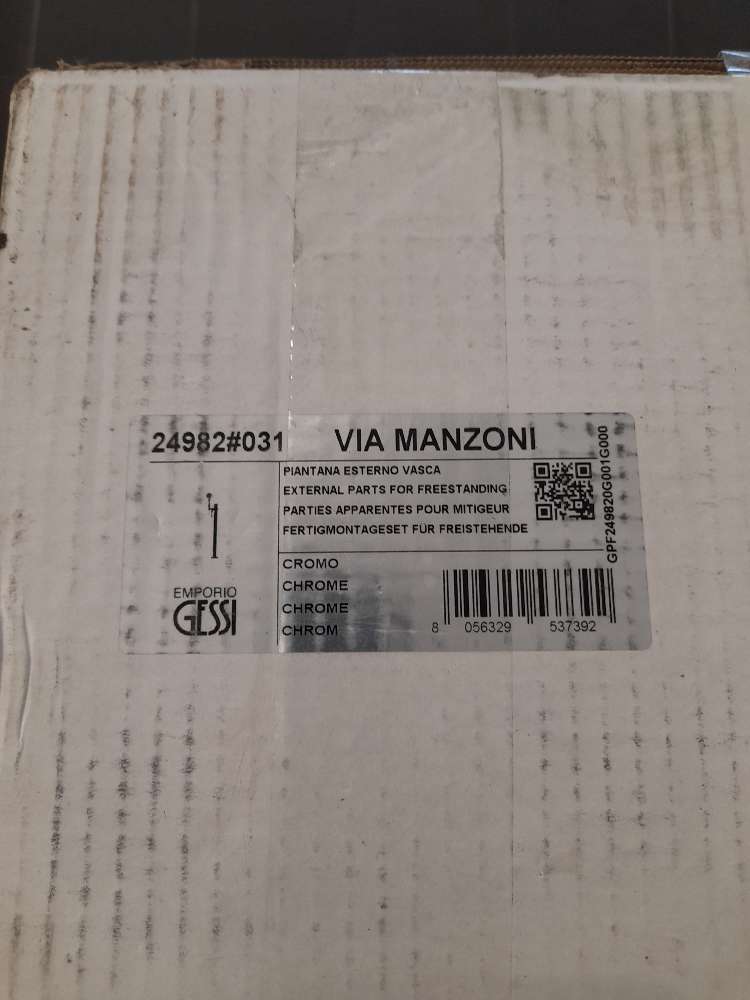 24982#031 VIA MANZONI
PIANTANA ESTERNO VASCA
EXTERNAL PARTS FOR FREESTANDING
PARTIES APPARENTES POUR MITIGEUR
FERTIGMONTAGESET FÜR FREISTEHENDE
GPF249820G001G000
EMPORIO
GESSI
CROMO
CHROME
CHROME
CHROM
8 056329 537392